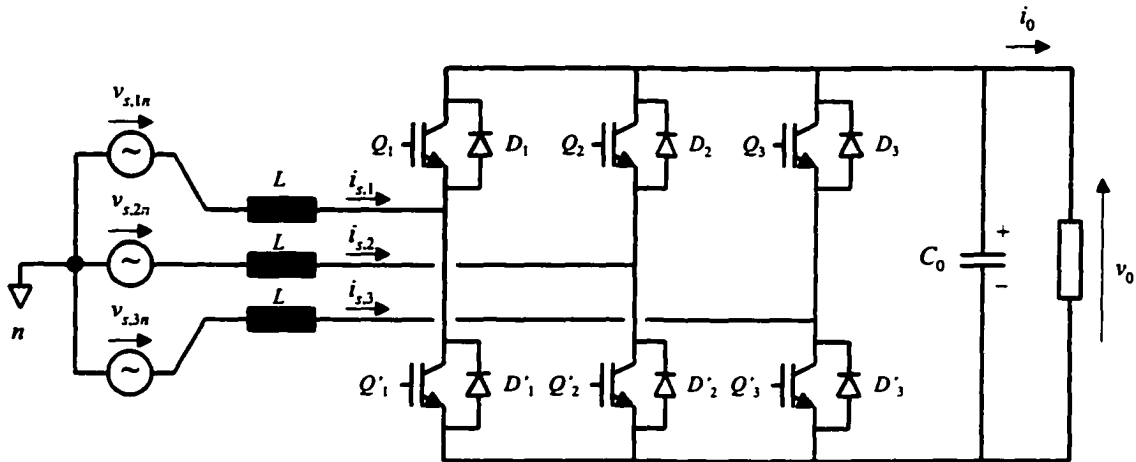 i₀
vₛ,₁ₙ
Q₁ D₁ Q₂ D₂ Q₃ D₃
L iₛ,₁
vₛ,₂ₙ
L iₛ,₂
C₀ + − v₀
n
vₛ,₃ₙ
L iₛ,₃
Q'₁ D'₁ Q'₂ D'₂ Q'₃ D'₃